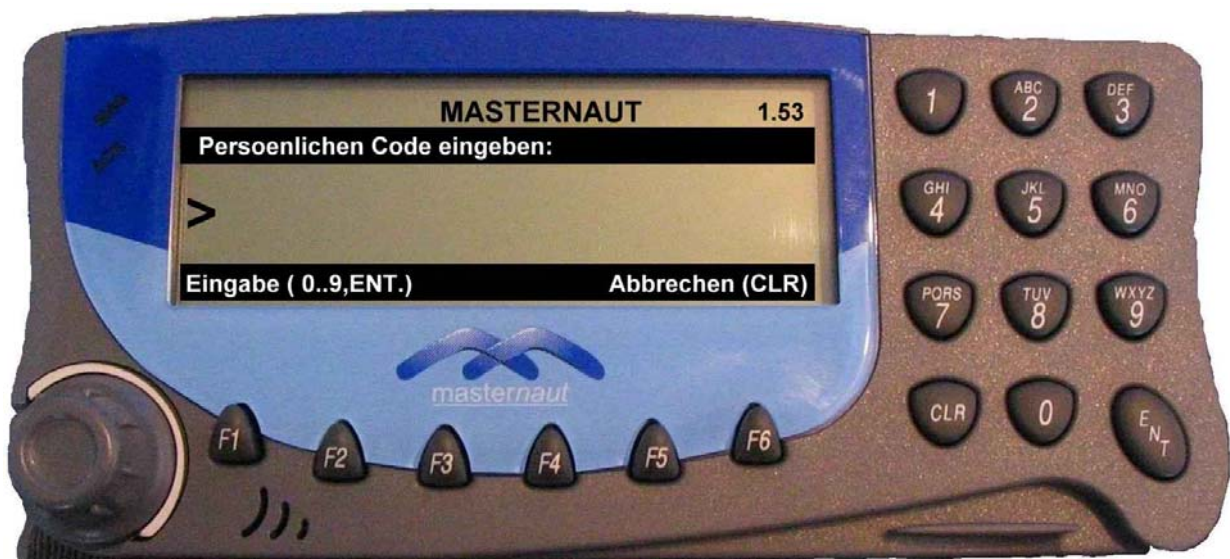 MASTERNAUT 1.53
Persoenlichen Code eingeben:
>
Eingabe ( 0..9,ENT.) Abbrechen (CLR)
masternaut
F1 F2 F3 F4 F5 F6
1 ABC 2 DEF 3
GHI 4 JKL 5 MNO 6
PQRS 7 TUV 8 WXYZ 9
CLR 0 ENT